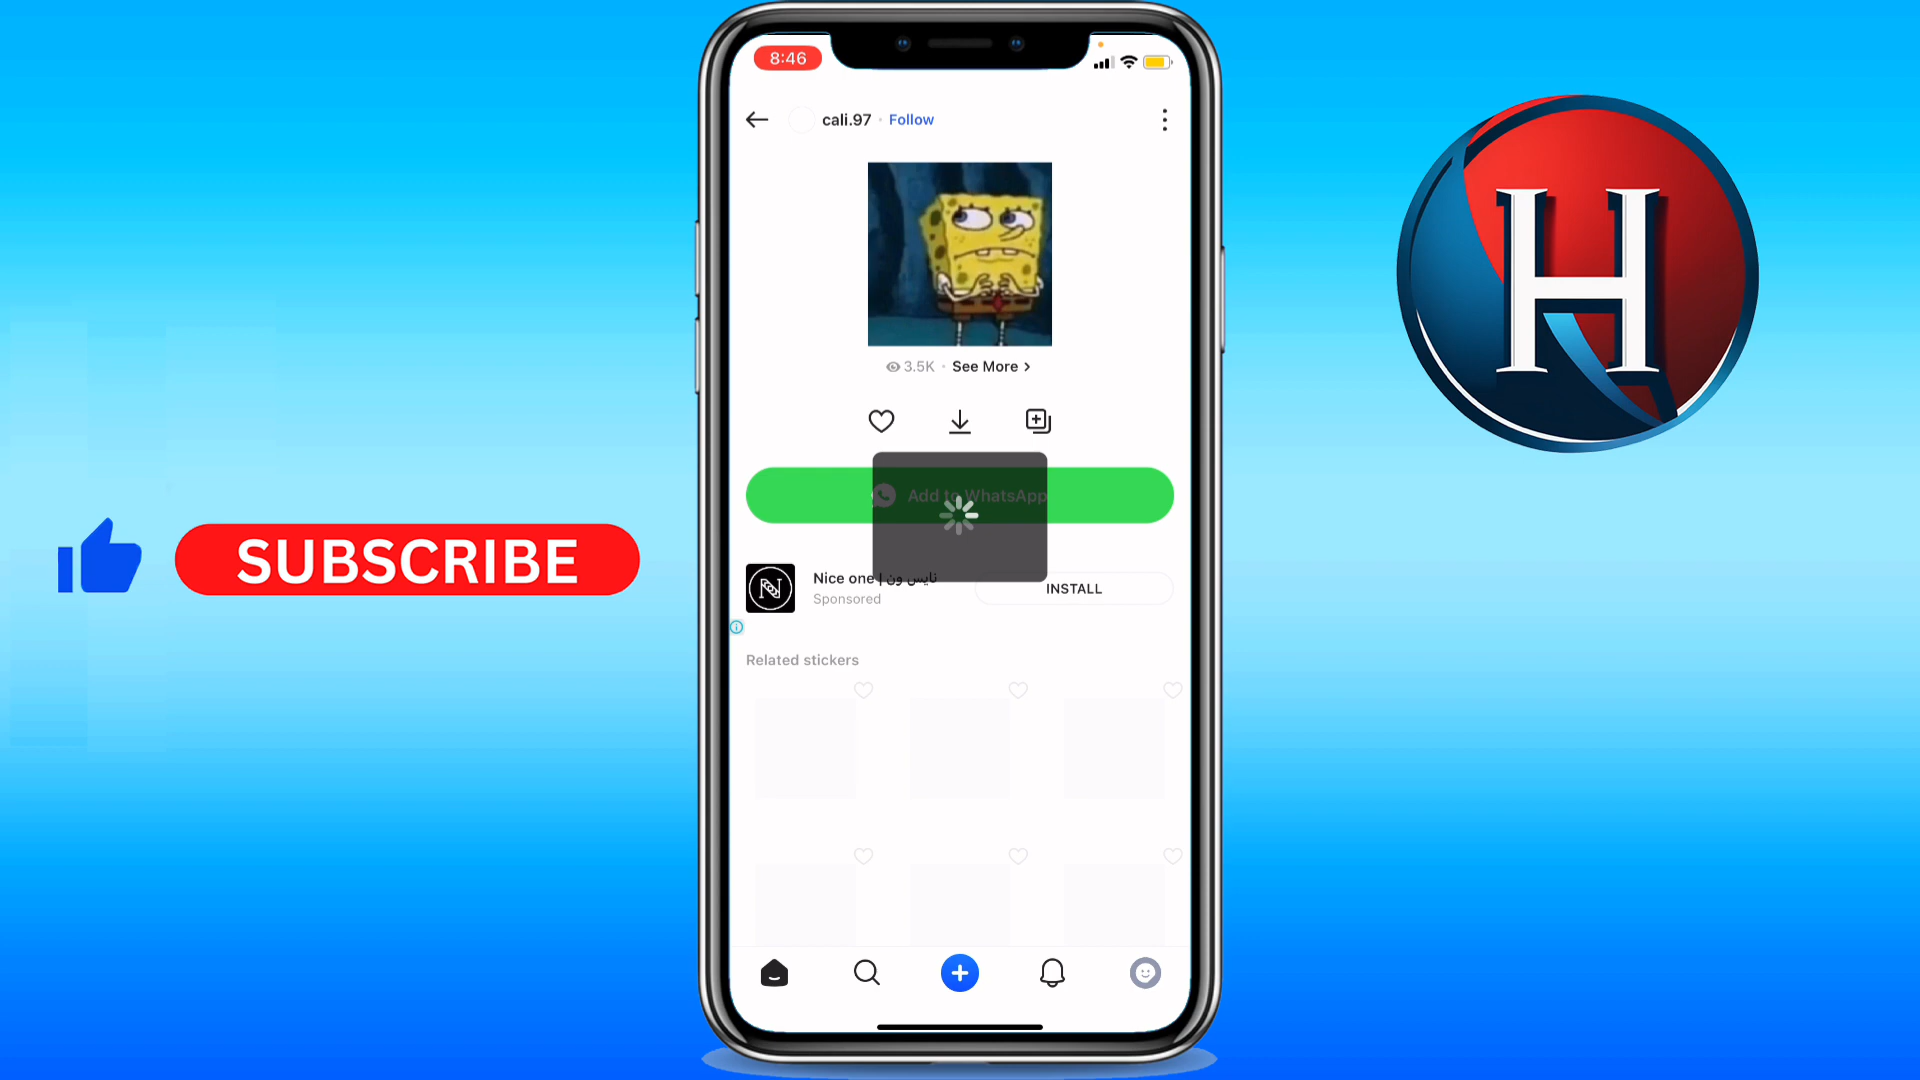 8:46
cali.97 · Follow
3.5K · See More >
Add to WhatsApp
Nice one | نايس ون
Sponsored
INSTALL
Related stickers
SUBSCRIBE
H